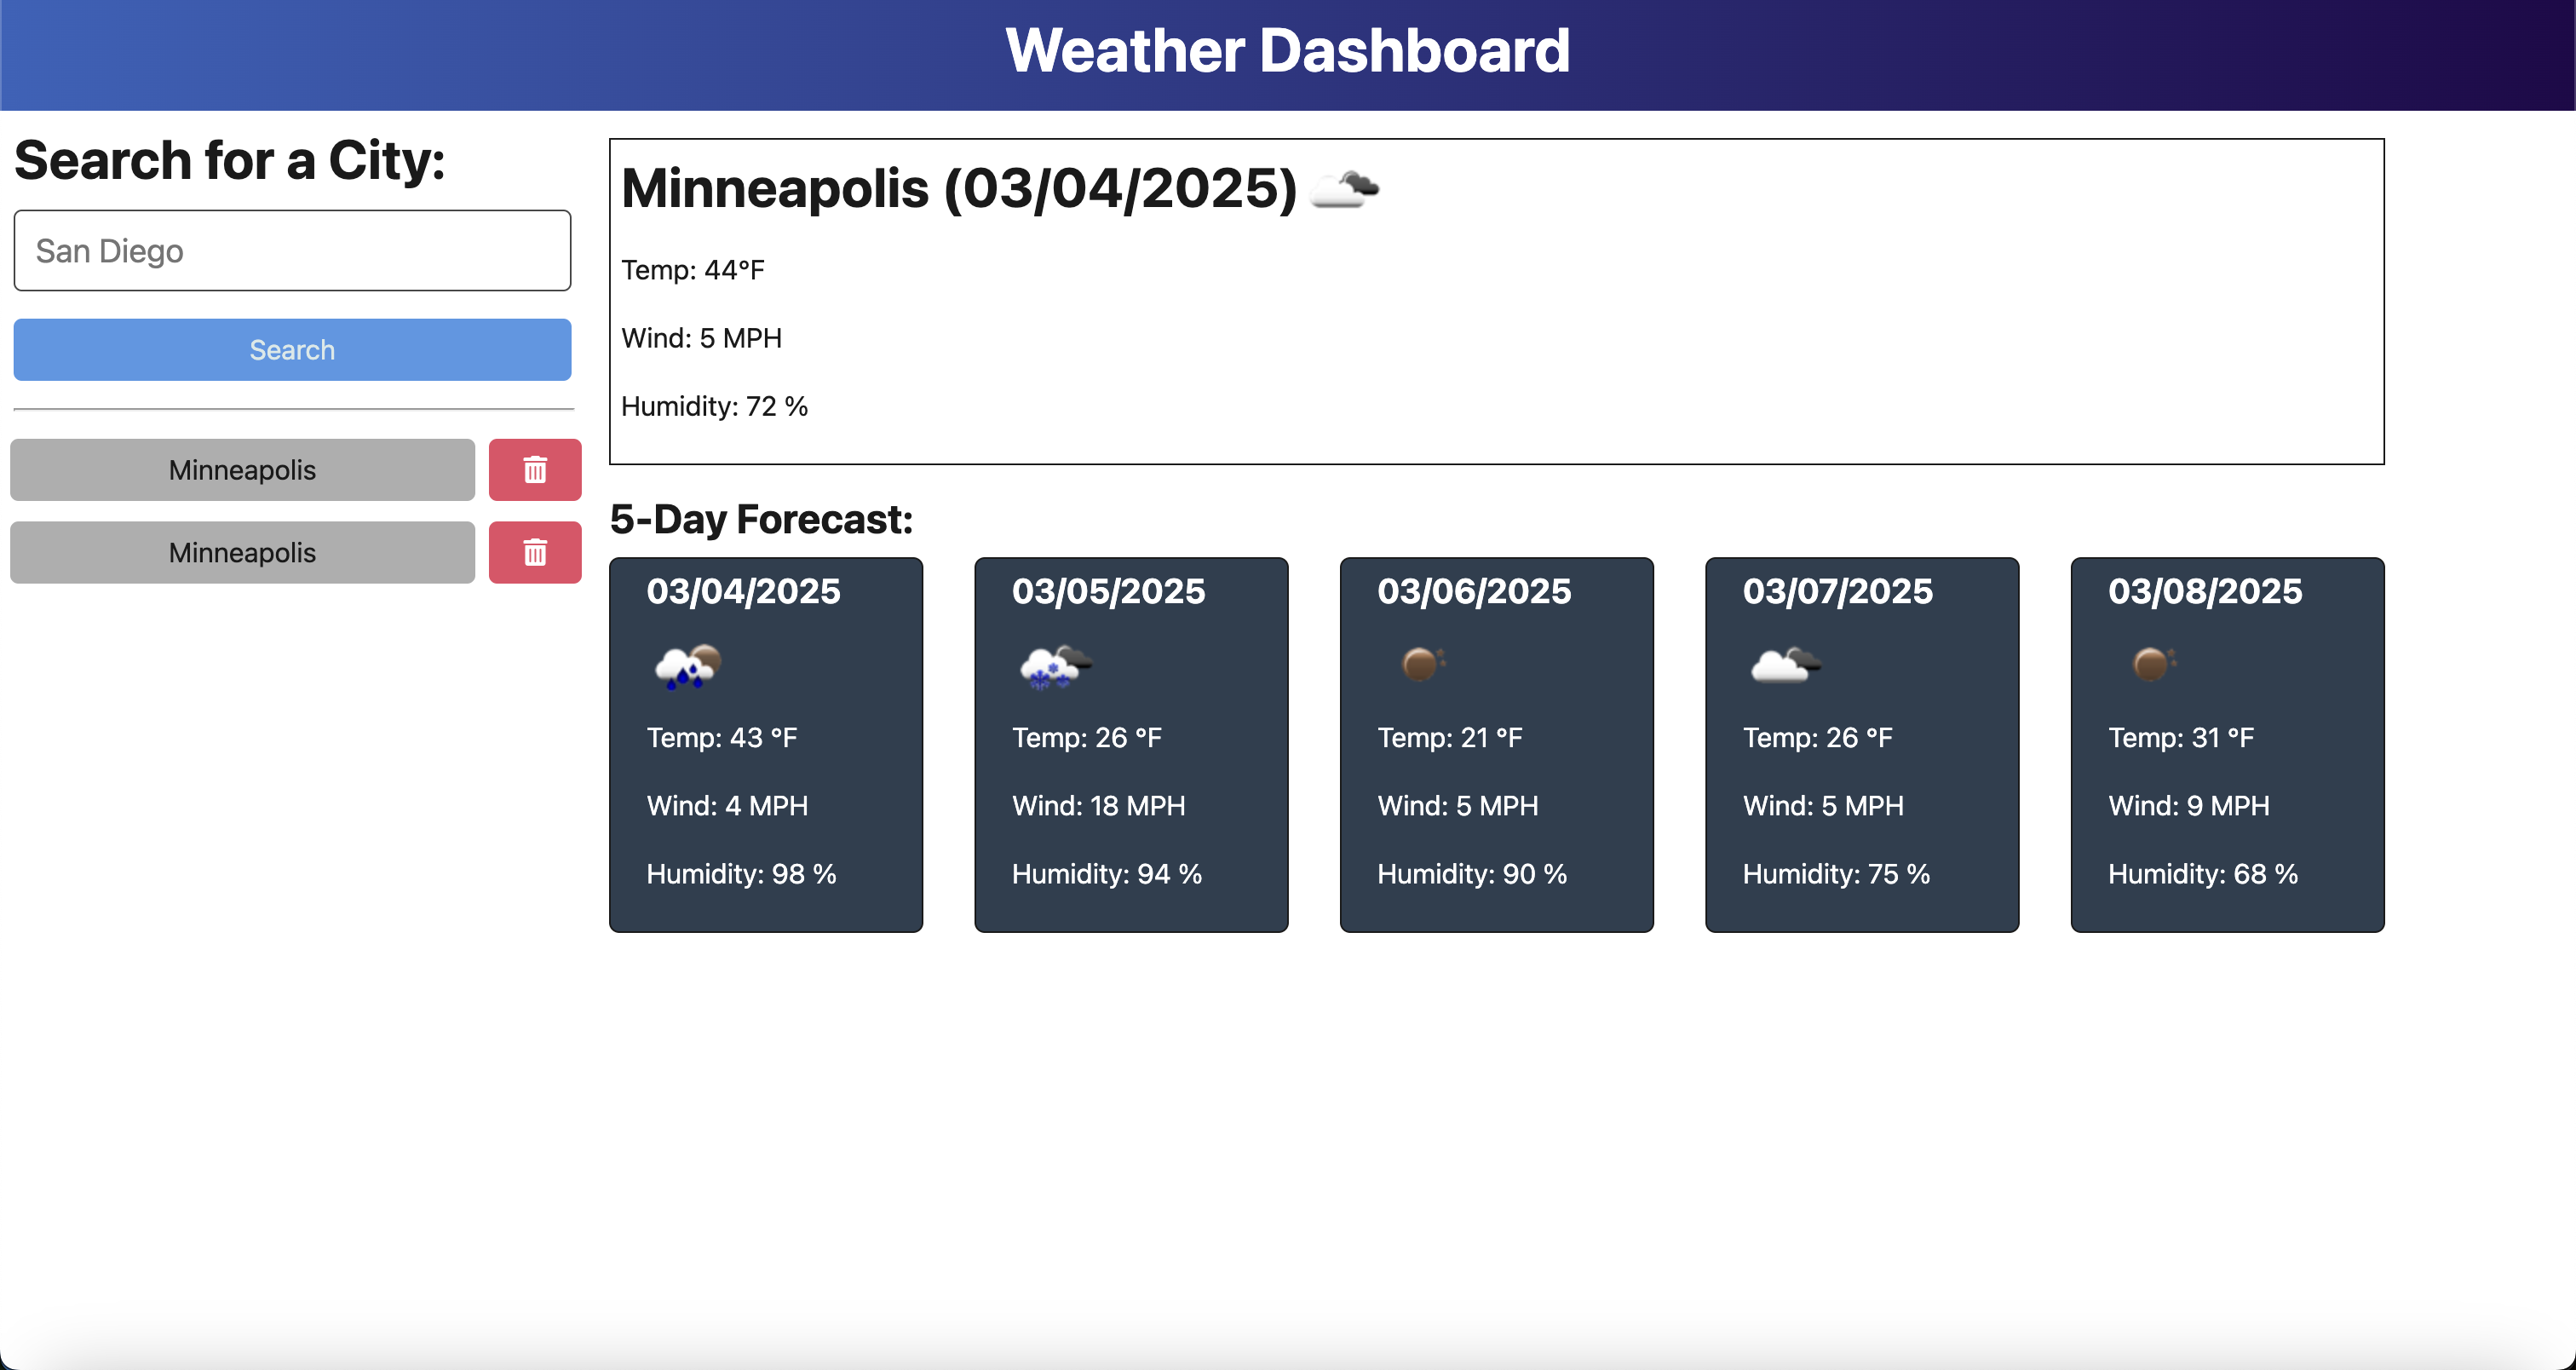 Weather Dashboard
Search for a City:
San Diego
Search
Minneapolis
Minneapolis
Minneapolis (03/04/2025)
Temp: 44°F
Wind: 5 MPH
Humidity: 72 %
5-Day Forecast:
03/04/2025
Temp: 43 °F
Wind: 4 MPH
Humidity: 98 %
03/05/2025
Temp: 26 °F
Wind: 18 MPH
Humidity: 94 %
03/06/2025
Temp: 21 °F
Wind: 5 MPH
Humidity: 90 %
03/07/2025
Temp: 26 °F
Wind: 5 MPH
Humidity: 75 %
03/08/2025
Temp: 31 °F
Wind: 9 MPH
Humidity: 68 %